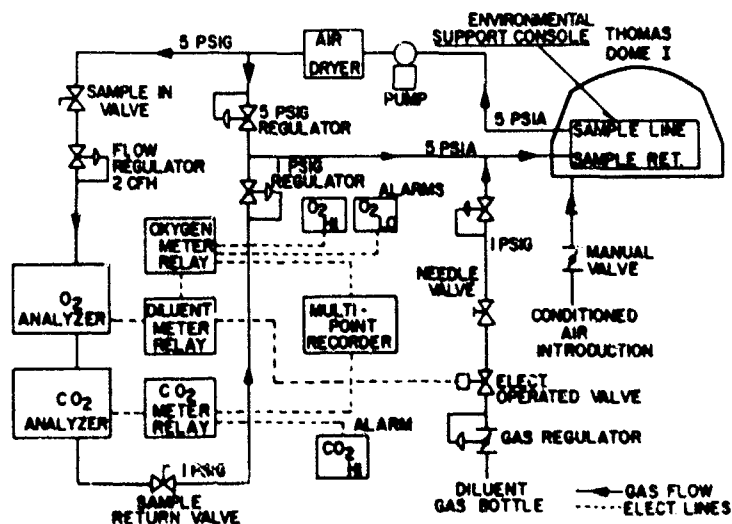 ENVIRONMENTAL
SUPPORT CONSOLE
THOMAS
DOME I
5 PSIG
AIR
DRYER
PUMP
SAMPLE IN
VALVE
5 PSIG
REGULATOR
5 PSIA
SAMPLE LINE
SAMPLE RET.
FLOW
REGULATOR
2 CFH
1 PSIG
REGULATOR
5 PSIA
ALARMS
O2
HI
O2
LO
OXYGEN
METER
RELAY
1 PSIG
MANUAL
VALVE
NEEDLE
VALVE
O2
ANALYZER
DILUENT
METER
RELAY
MULTI-
POINT
RECORDER
CONDITIONED
AIR
INTRODUCTION
CO2
ANALYZER
CO2
METER
RELAY
ELECT
OPERATED VALVE
ALARM
CO2
HI
GAS REGULATOR
1 PSIG
SAMPLE
RETURN VALVE
DILUENT
GAS BOTTLE
GAS FLOW
ELECT. LINES